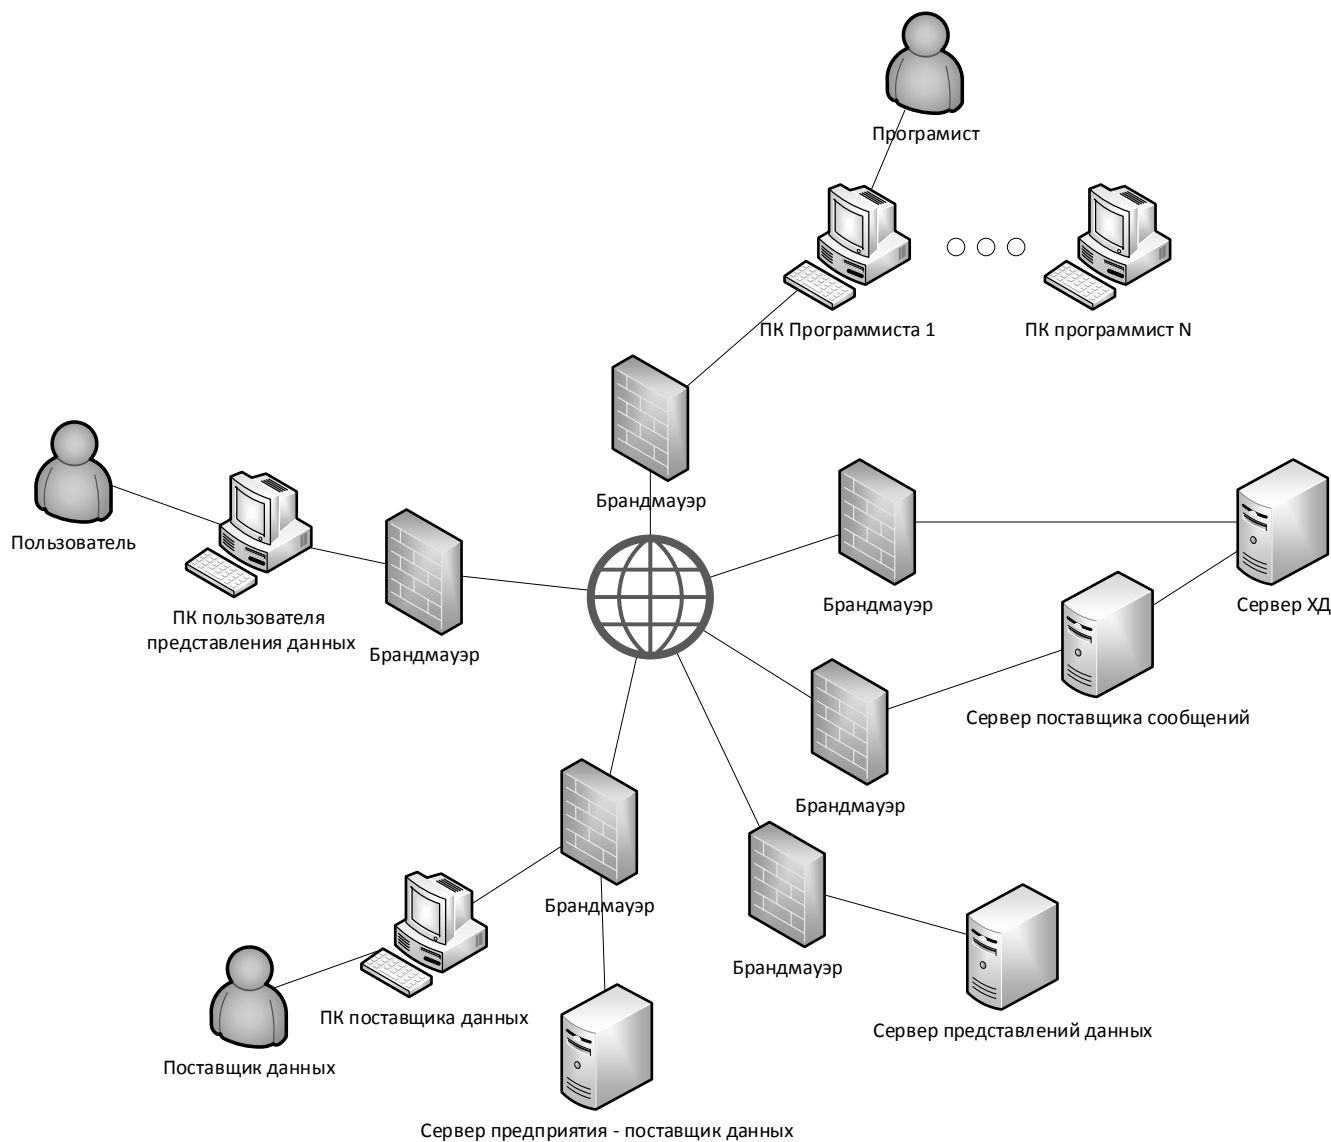 Програмист
ПК Программиста 1
ПК программист N
Брандмауэр
Пользователь
ПК пользователя
представления данных
Брандмауэр
Брандмауэр
Сервер ХД
Сервер поставщика сообщений
Брандмауэр
Брандмауэр
Брандмауэр
ПК поставщика данных
Сервер представлений данных
Поставщик данных
Сервер предприятия - поставщик данных